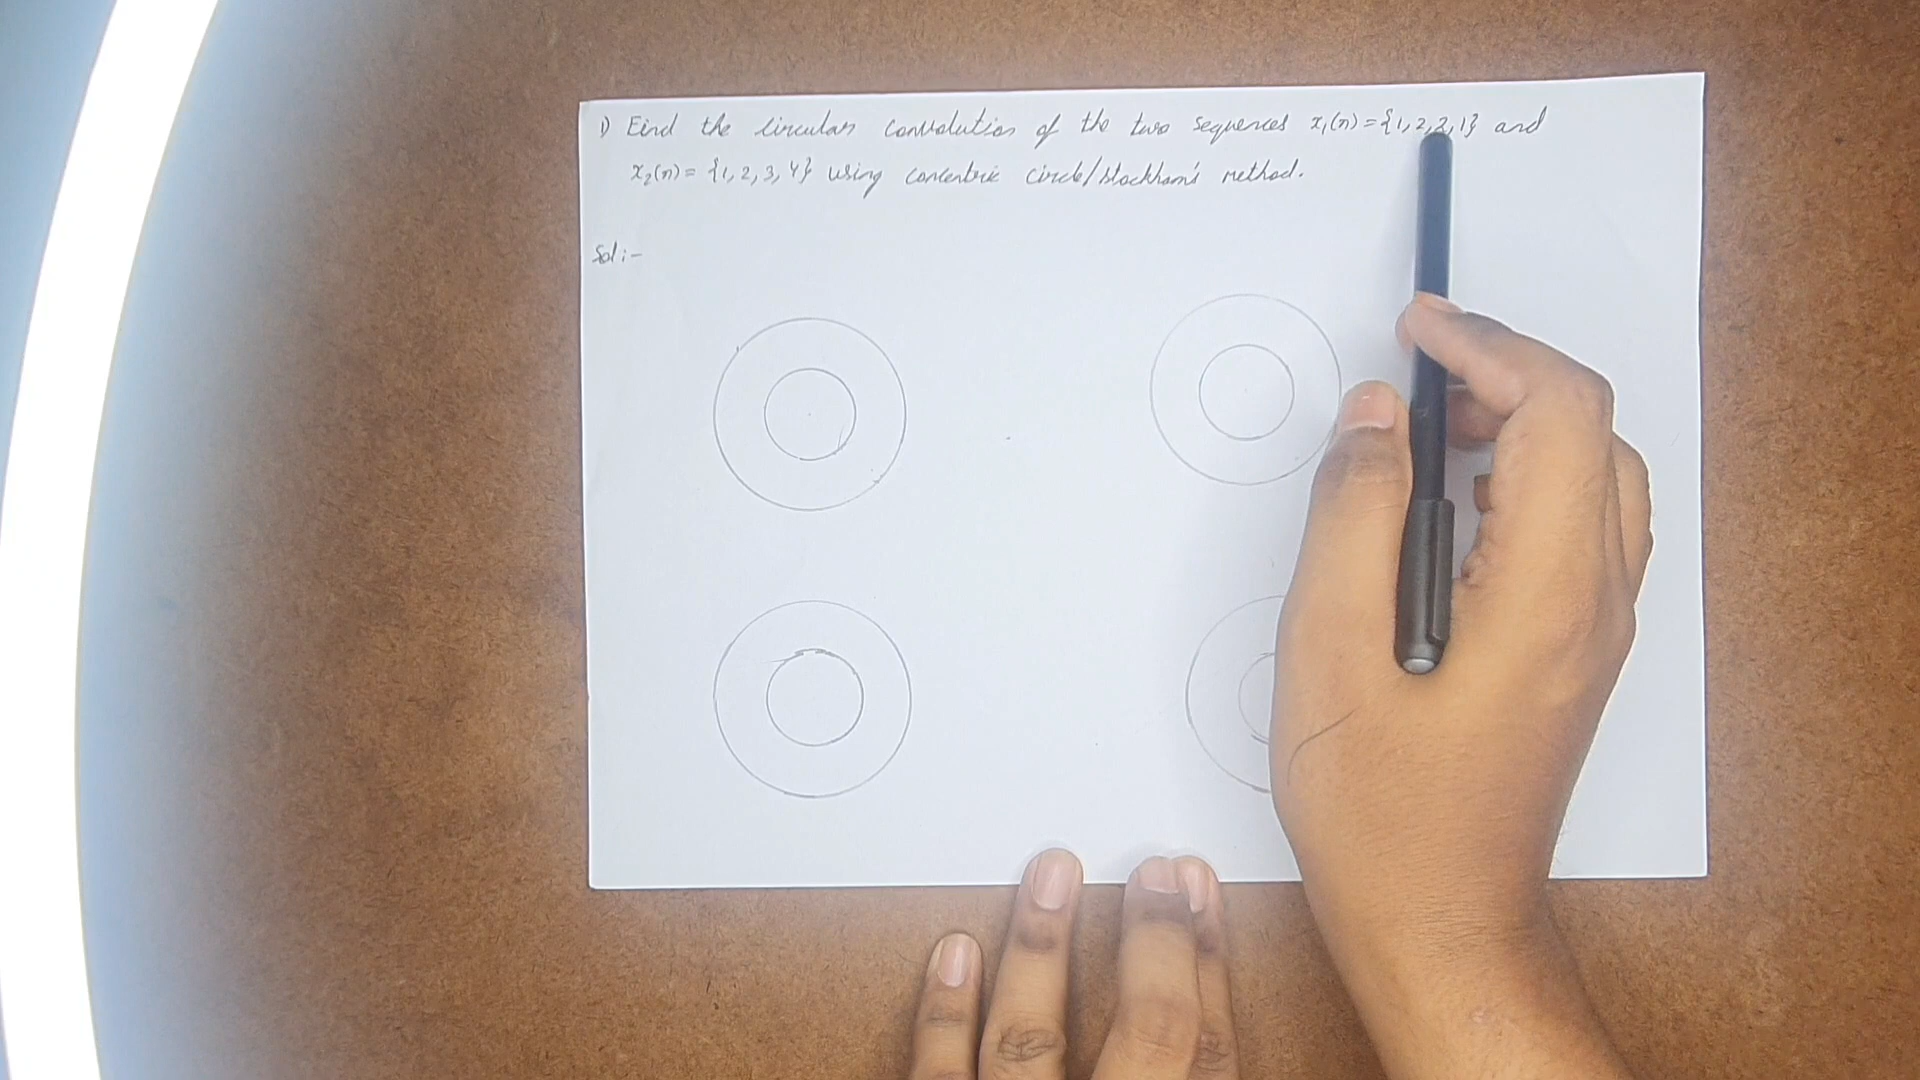 1) Find the circular convolution of the two sequences x₁(n)={1,2,2,1} and
x₂(n)= {1,2,3,4} using concentric circle/stockham's method.
Sol:-